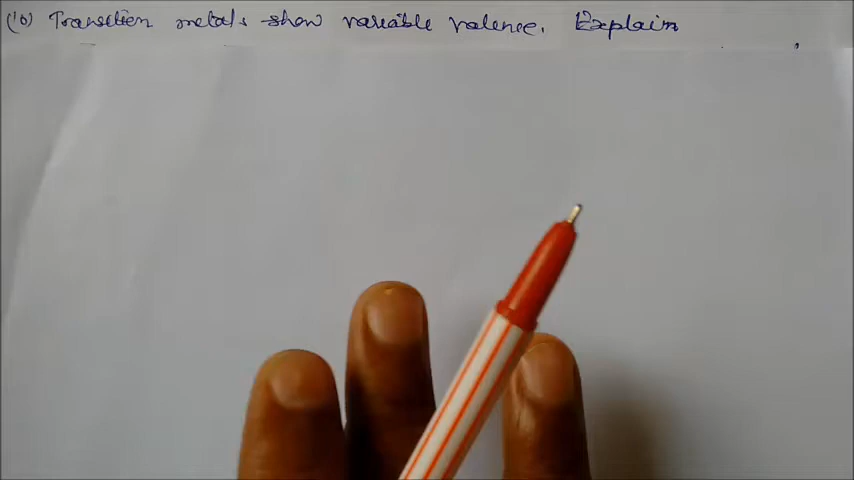 (10) Transition metals show variable valence. Explain